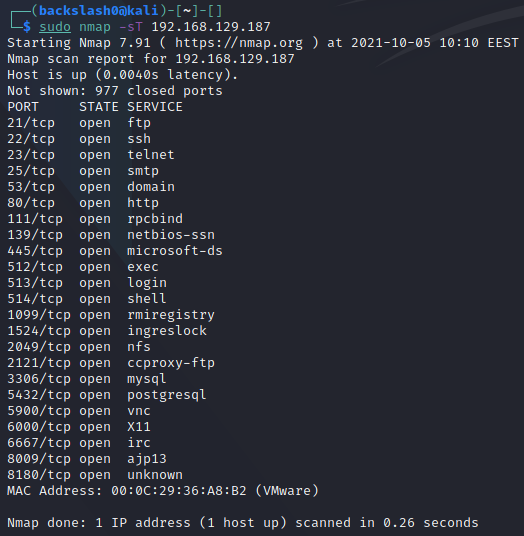 ┌──(backslash0@kali)-[~]-[]
└─$ sudo nmap -sT 192.168.129.187
Starting Nmap 7.91 ( https://nmap.org ) at 2021-10-05 10:10 EEST
Nmap scan report for 192.168.129.187
Host is up (0.0040s latency).
Not shown: 977 closed ports
PORT     STATE SERVICE
21/tcp   open  ftp
22/tcp   open  ssh
23/tcp   open  telnet
25/tcp   open  smtp
53/tcp   open  domain
80/tcp   open  http
111/tcp  open  rpcbind
139/tcp  open  netbios-ssn
445/tcp  open  microsoft-ds
512/tcp  open  exec
513/tcp  open  login
514/tcp  open  shell
1099/tcp open  rmiregistry
1524/tcp open  ingreslock
2049/tcp open  nfs
2121/tcp open  ccproxy-ftp
3306/tcp open  mysql
5432/tcp open  postgresql
5900/tcp open  vnc
6000/tcp open  X11
6667/tcp open  irc
8009/tcp open  ajp13
8180/tcp open  unknown
MAC Address: 00:0C:29:36:A8:B2 (VMware)

Nmap done: 1 IP address (1 host up) scanned in 0.26 seconds